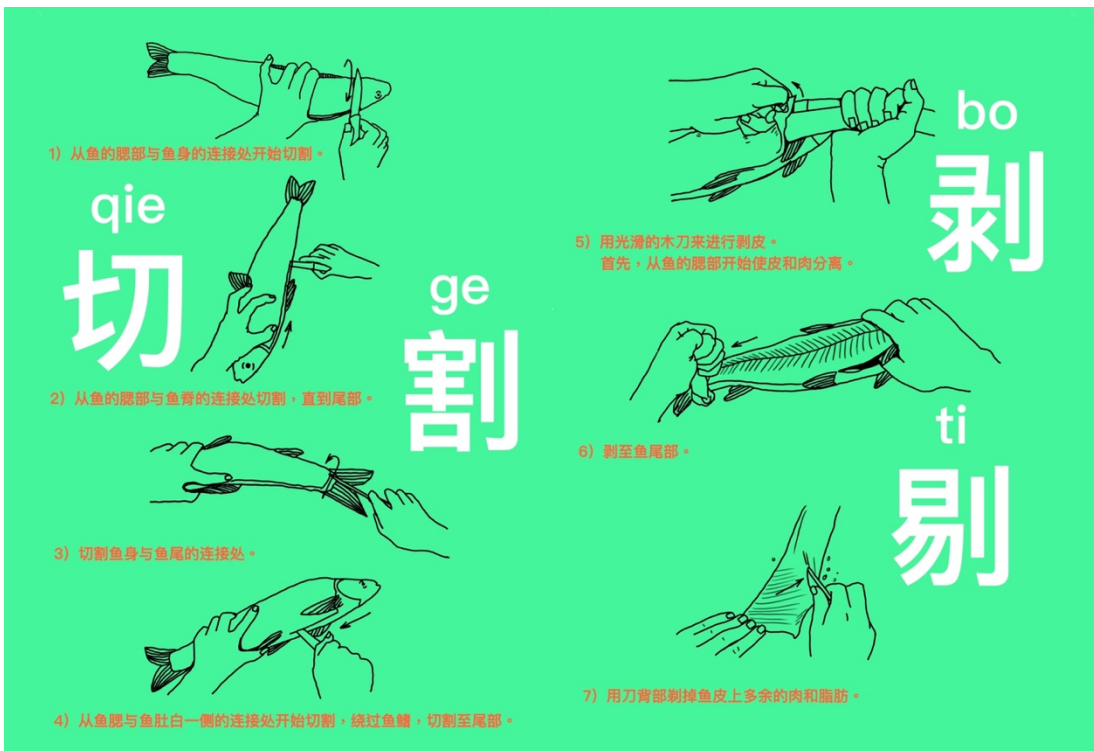 1）从鱼的腮部与鱼身的连接处开始切割。
qie
切
2）从鱼的腮部与鱼脊的连接处切割，直到尾部。
ge
割
3）切割鱼身与鱼尾的连接处。
4）从鱼腮与鱼肚白一侧的连接处开始切割，绕过鱼鳍，切割至尾部。
bo
剥
5）用光滑的木刀来进行剥皮。
首先，从鱼的腮部开始使皮和肉分离。
6）剥至鱼尾部。
ti
剔
7）用刀背部剃掉鱼皮上多余的肉和脂肪。